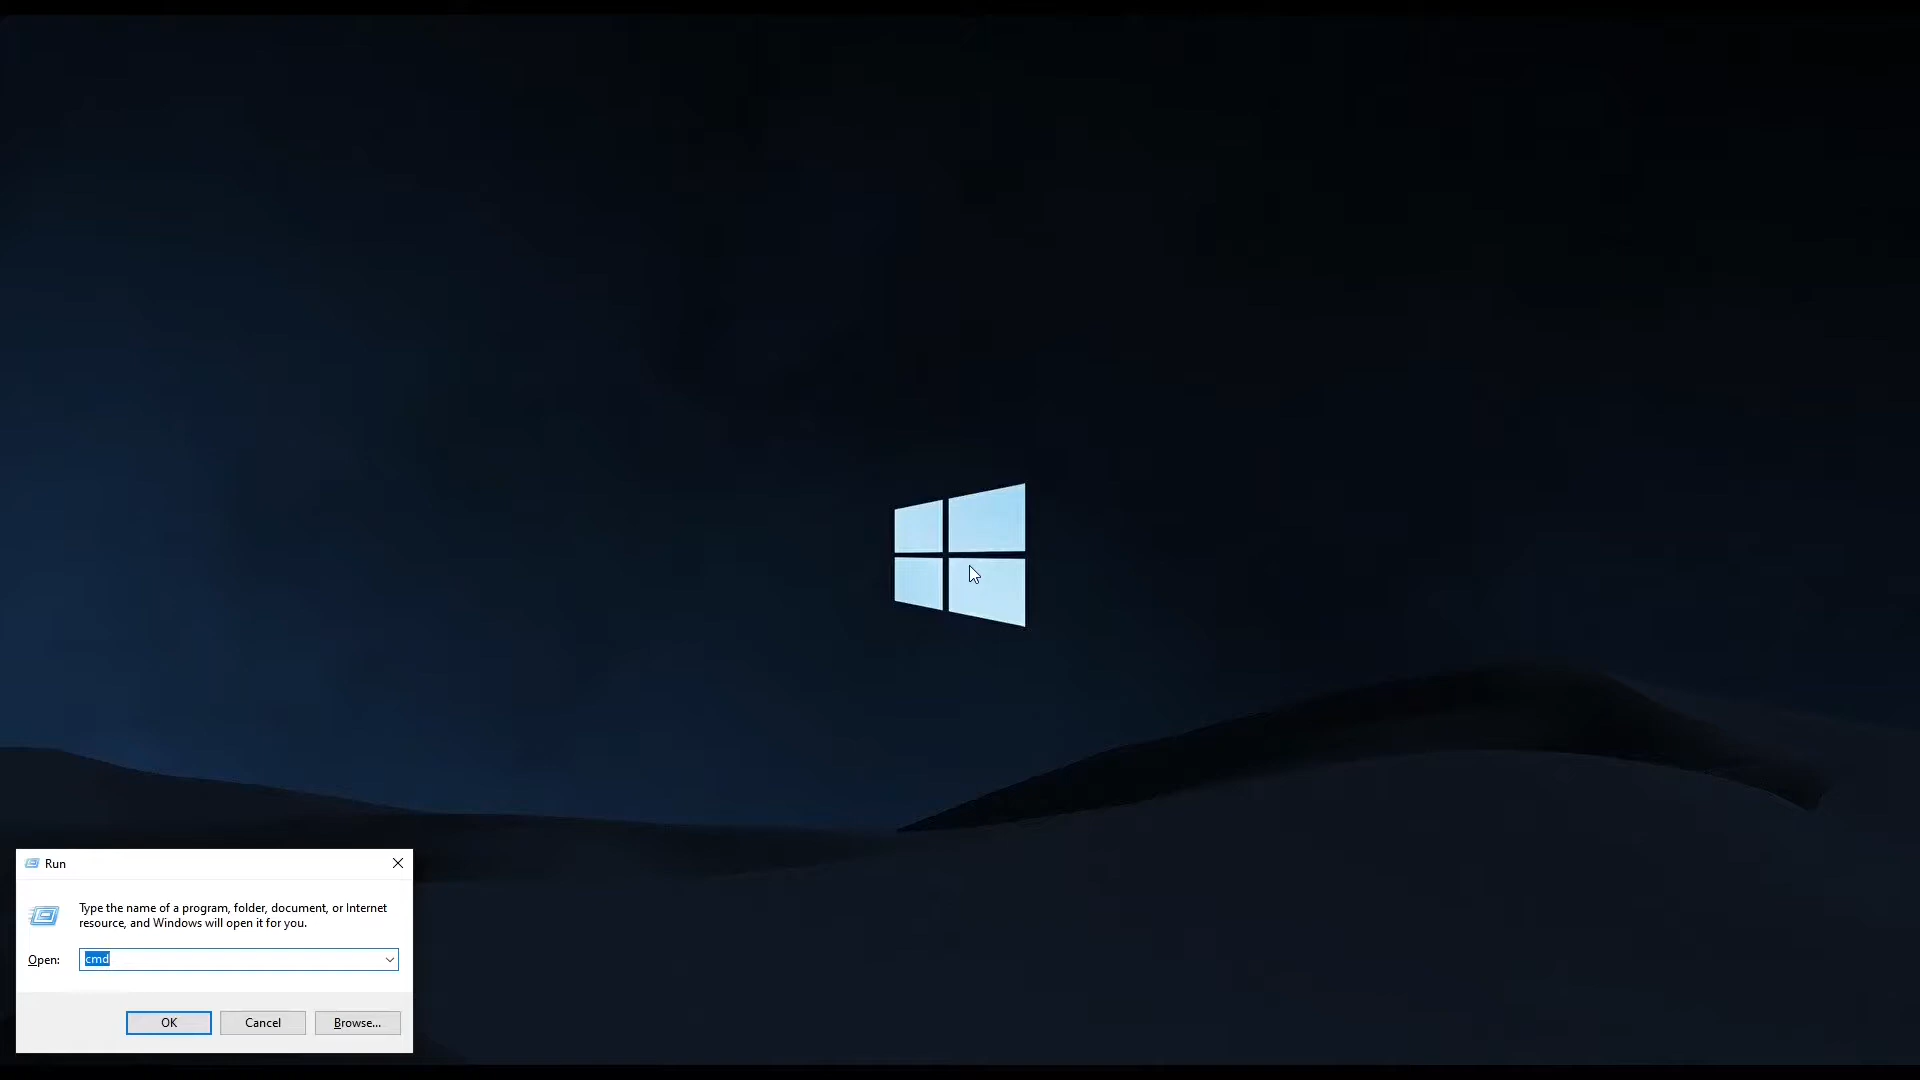 Run
Type the name of a program, folder, document, or Internet
resource, and Windows will open it for you.
Open: cmd
OK Cancel Browse...